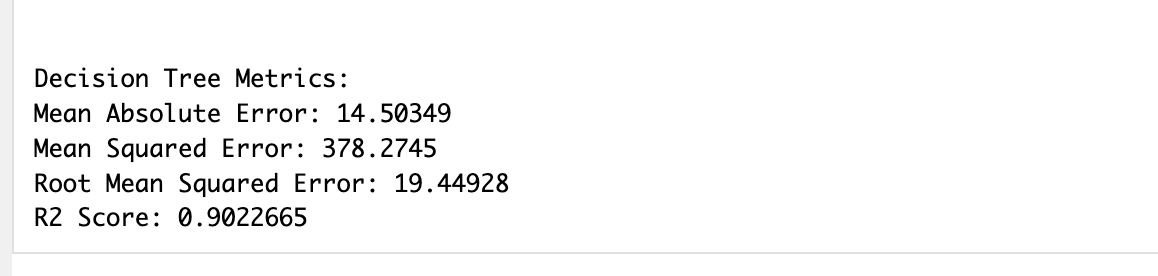 Decision Tree Metrics:
Mean Absolute Error: 14.50349
Mean Squared Error: 378.2745
Root Mean Squared Error: 19.44928
R2 Score: 0.9022665